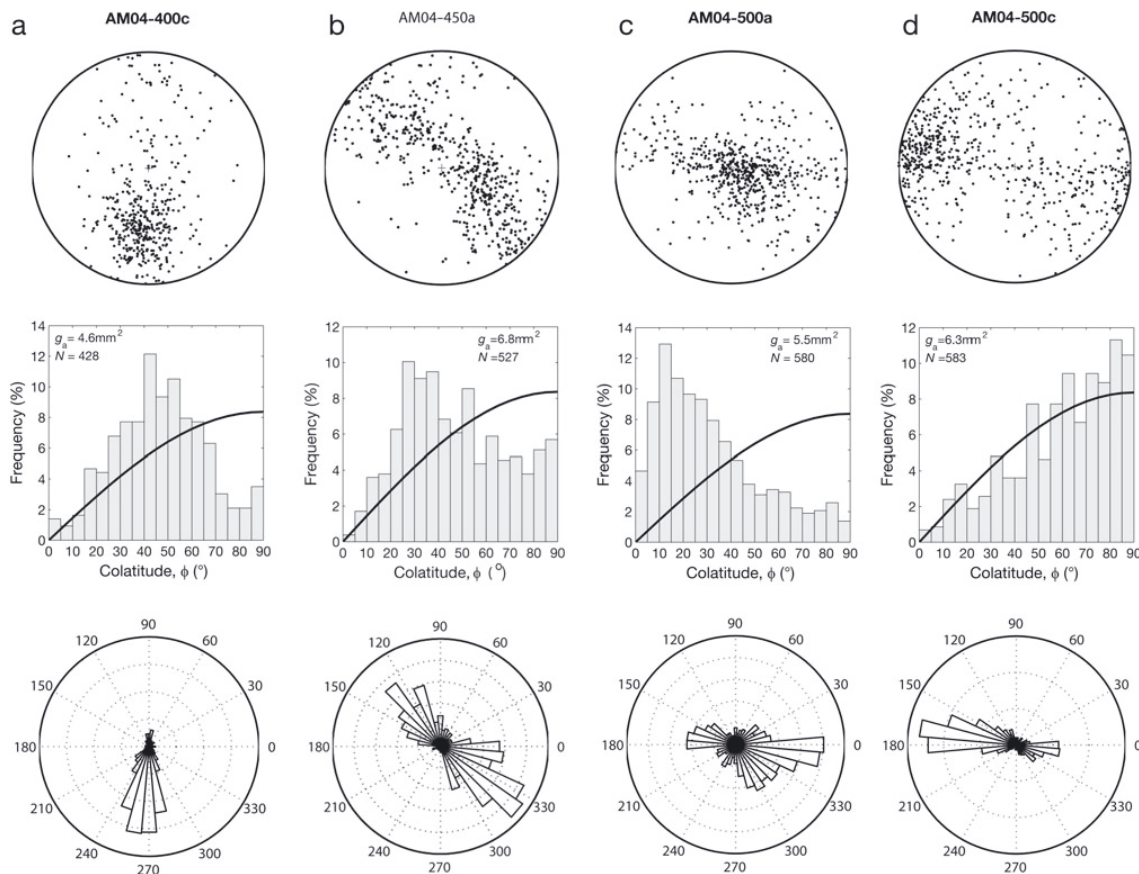 a AM04-400c b AM04-450a c AM04-500a d AM04-500c
14 12 10 8 6 4 2 0
Frequency (%)
gₐ = 4.6mm²
N = 428
0 10 20 30 40 50 60 70 80 90
Colatitude, ϕ (°)
12 10 8 6 4 2 0
Frequency (%)
gₐ=6.8mm²
N =527
0 10 20 30 40 50 60 70 80 90
Colatitude, ϕ (°)
14 12 10 8 6 4 2 0
Frequency (%)
gₐ= 5.5mm²
N = 580
0 10 20 30 40 50 60 70 80 90
Colatitude, ϕ (°)
12 10 8 6 4 2 0
Frequency (%)
gₐ=6.3mm²
N =583
0 10 20 30 40 50 60 70 80 90
Colatitude, ϕ (°)
90 60 30 0 330 300 270 240 210 180 150 120
90 60 30 0 330 300 270 240 210 180 150 120
90 60 30 0 330 300 270 240 210 180 150 120
90 60 30 0 330 300 270 240 210 180 150 120